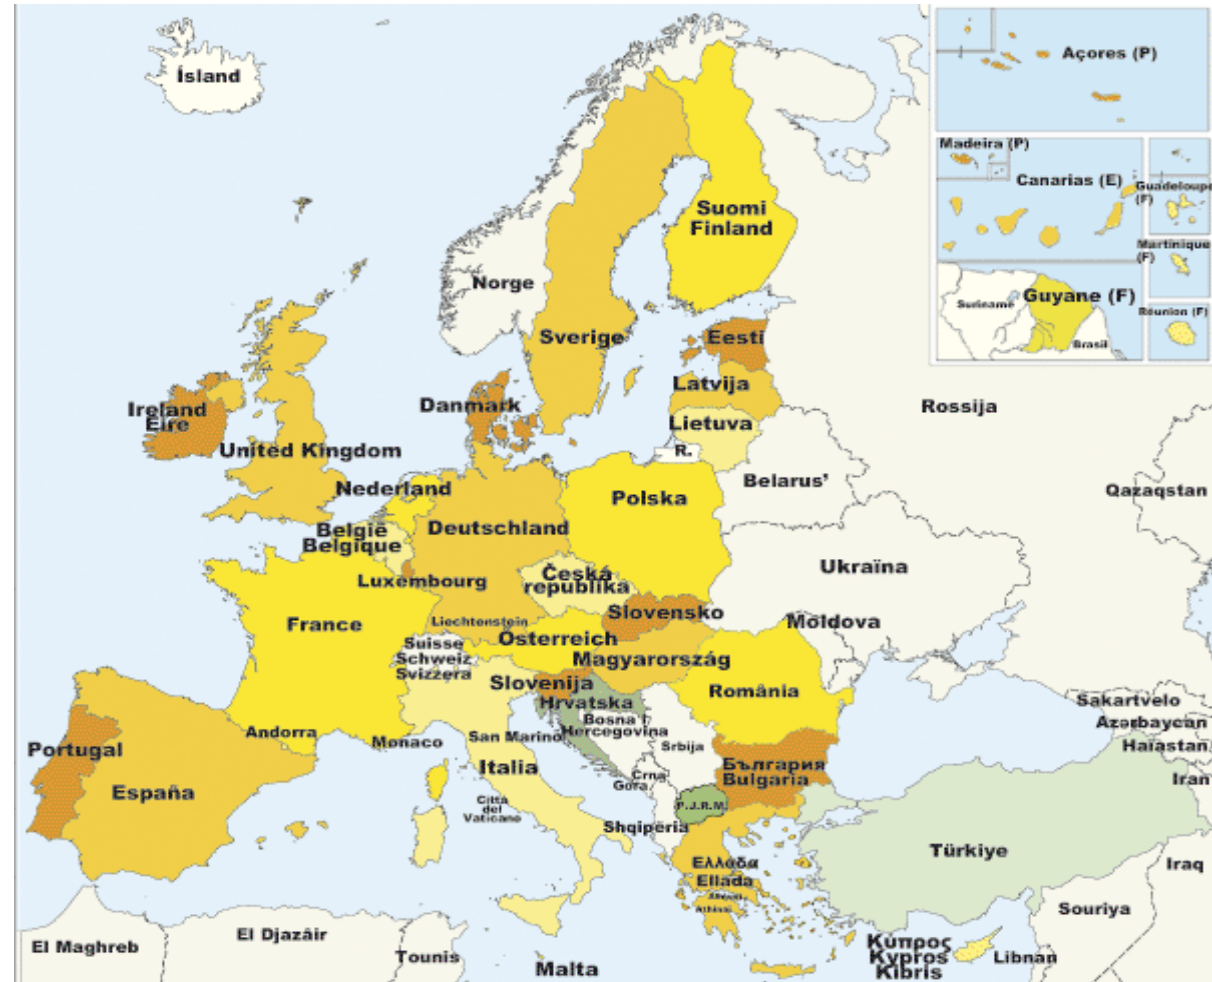 Ísland
Açores (P)
Madeira (P)
Canarias (E)
Guadeloupe
(F)
Martinique
(F)
Guyane (F)
Suriname
Brasil
Réunion (F)
Suomi
Finland
Norge
Sverige
Eesti
Latvija
Lietuva
R.
Rossija
Danmark
Ireland
Eire
United Kingdom
Nederland
België
Belgique
Deutschland
Polska
Belarus’
Qazaqstan
Luxembourg
Česká
republika
Ukraïna
Slovensko
Moldova
France
Liechtenstein
Österreich
Suisse
Schweiz
Svizzera
Magyarország
Slovenija
România
Hrvatska
Bosna i
Hercegovina
Sakartvelo
Azərbaycan
Haiastan
Iran
Portugal
España
Andorra
Monaco
San Marino
Italia
Città
del
Vaticano
Srbija
Crna
Gora
България
Bulgaria
P.J.R.M.
Shqipëria
Türkiye
Iraq
Ελλάδα
Ellada
Athinai
Souriya
El Maghreb
El Djazâir
Tounis
Malta
Κύπρος
Kypros
Kibris
Libnan